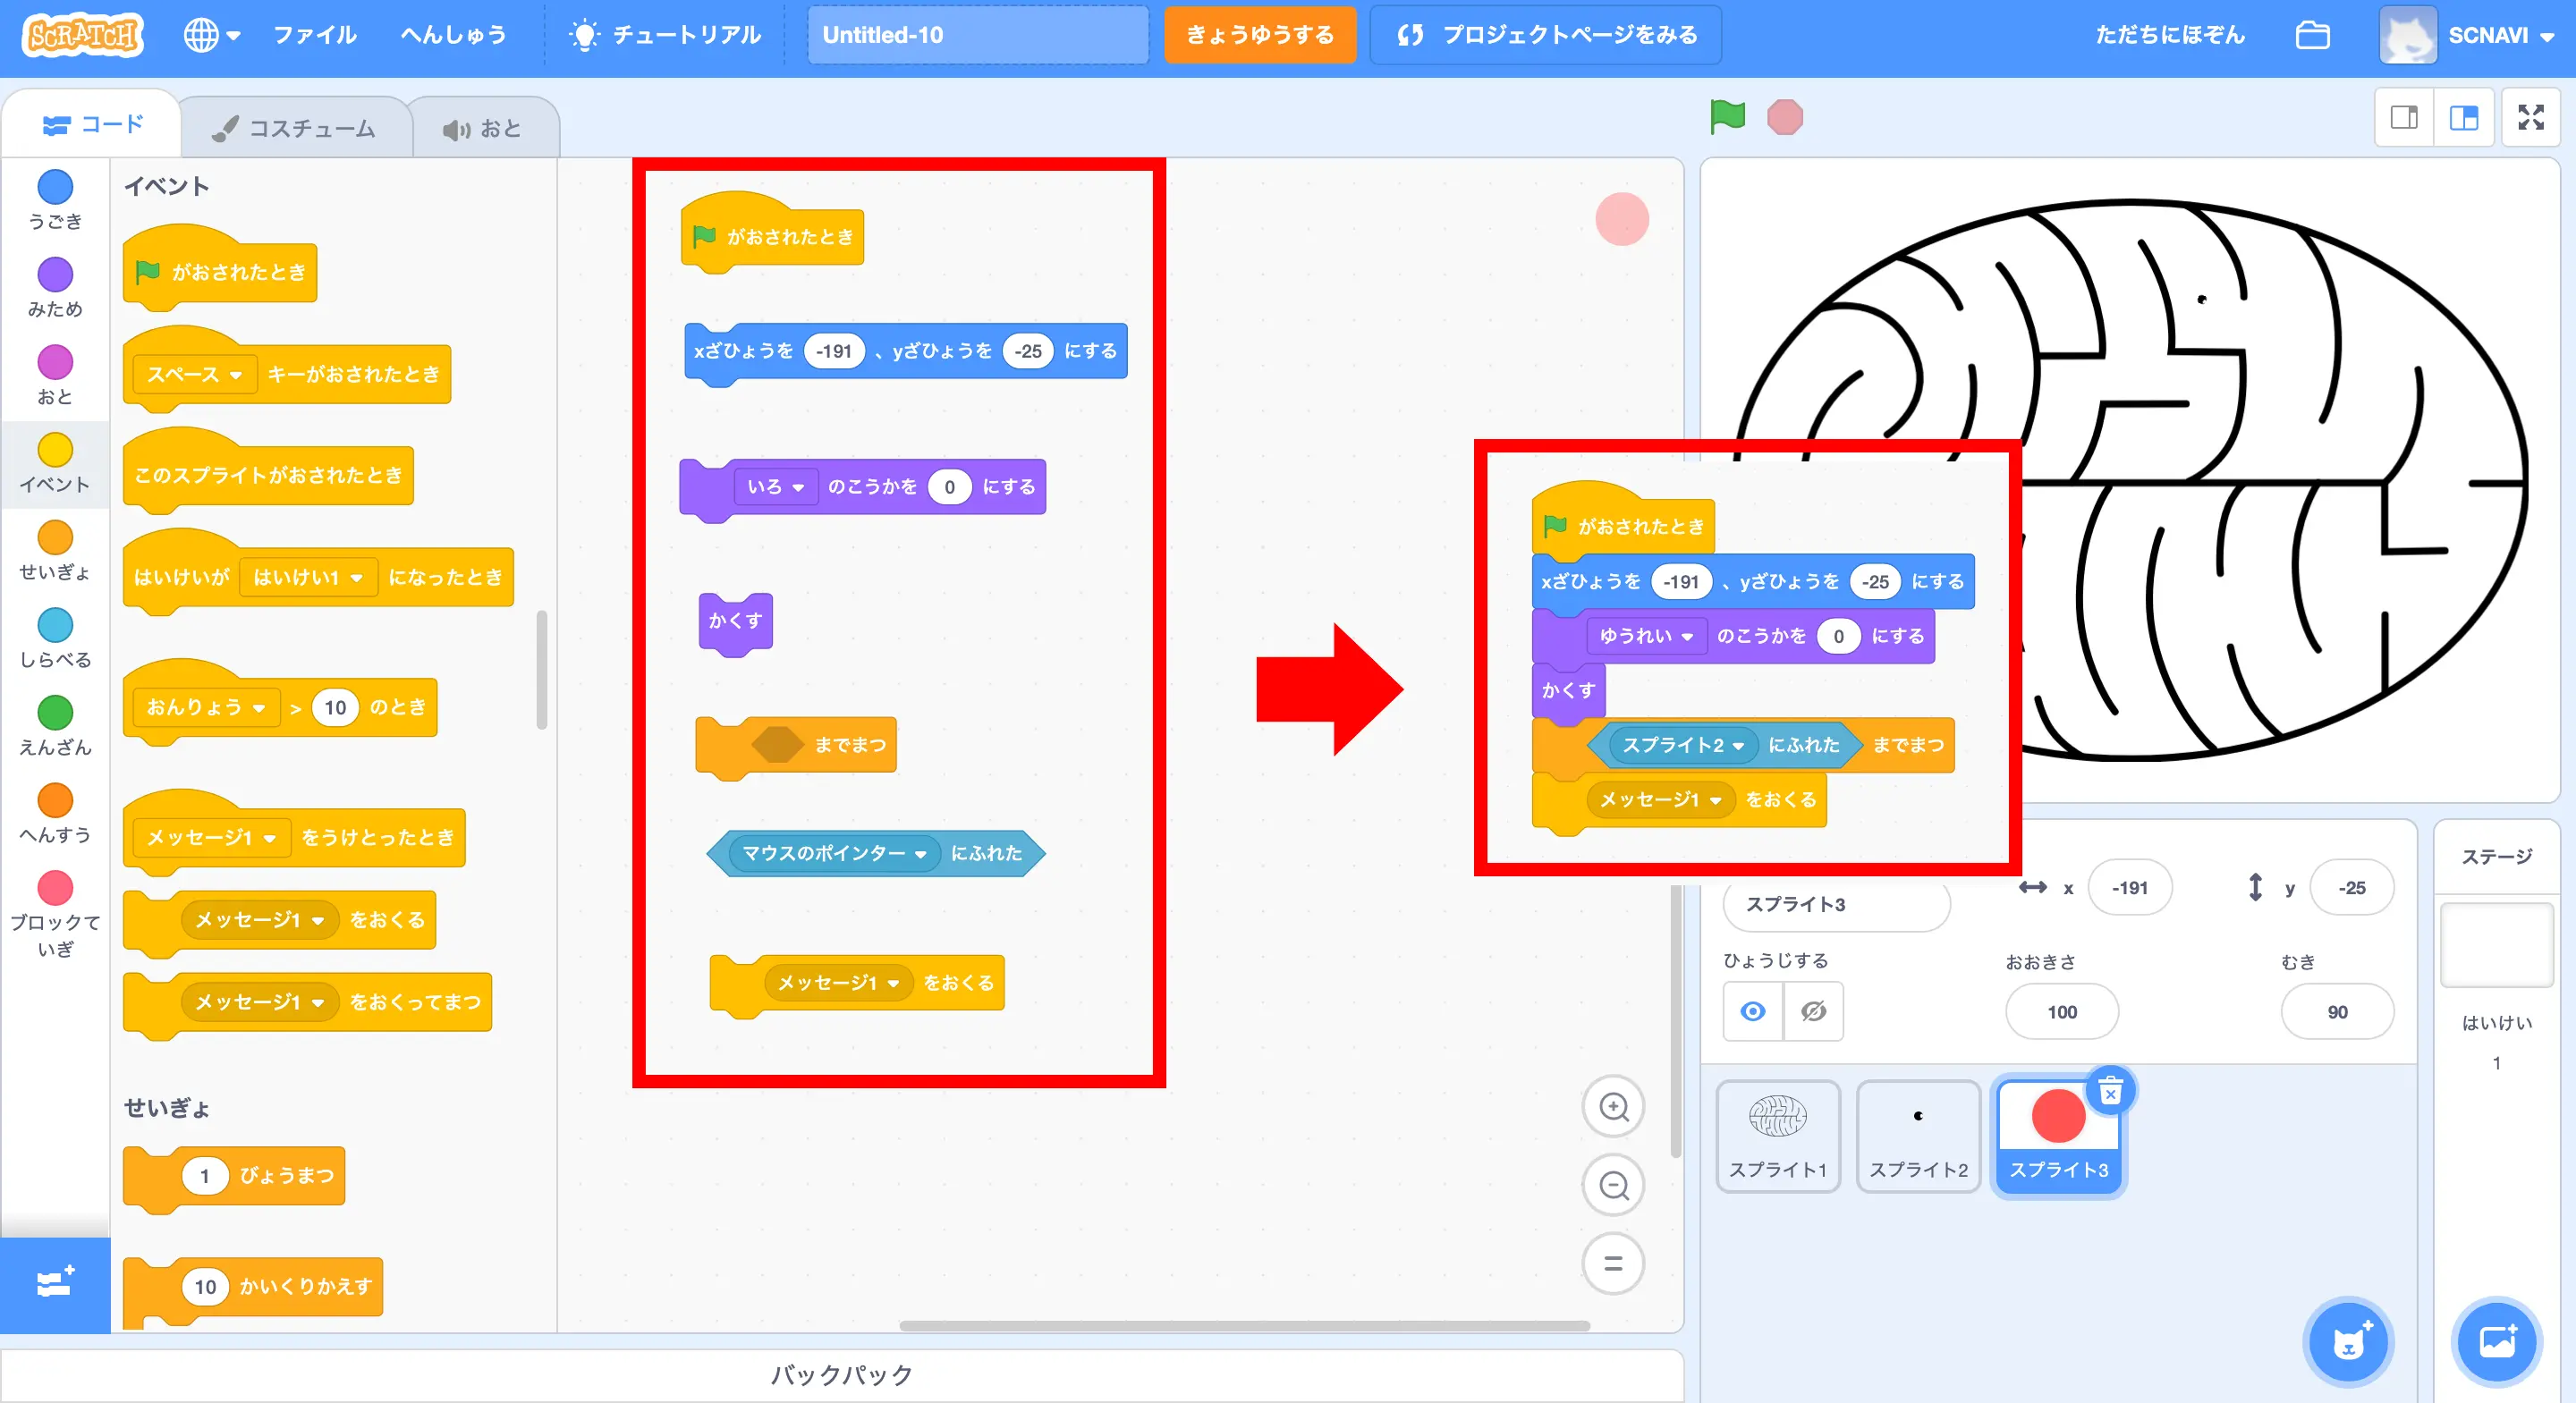 SCRATCH
ファイル
へんしゅう
チュートリアル
Untitled-10
きょうゆうする
プロジェクトページをみる
ただちにほぞん
SCNAVI
コード
コスチューム
おと
うごき
みため
おと
イベント
せいぎょ
しらべる
えんざん
へんすう
ブロックて
いぎ
イベント
がおされたとき
スペース キーがおされたとき
このスプライトがおされたとき
はいけいが はいけい1 になったとき
おんりょう > 10 のとき
メッセージ1 をうけとったとき
メッセージ1 をおくる
メッセージ1 をおくってまつ
せいぎょ
1 びょうまつ
10 かいくりかえす
がおされたとき
xざひょうを -191 、yざひょうを -25 にする
いろ のこうかを 0 にする
かくす
までまつ
マウスのポインター にふれた
メッセージ1 をおくる
がおされたとき
xざひょうを -191 、yざひょうを -25 にする
ゆうれい のこうかを 0 にする
かくす
スプライト2 にふれた までまつ
メッセージ1 をおくる
スプライト3
x -191
y -25
ひょうじする
おおきさ
むき
100
90
スプライト1
スプライト2
スプライト3
ステージ
はいけい
1
バックパック